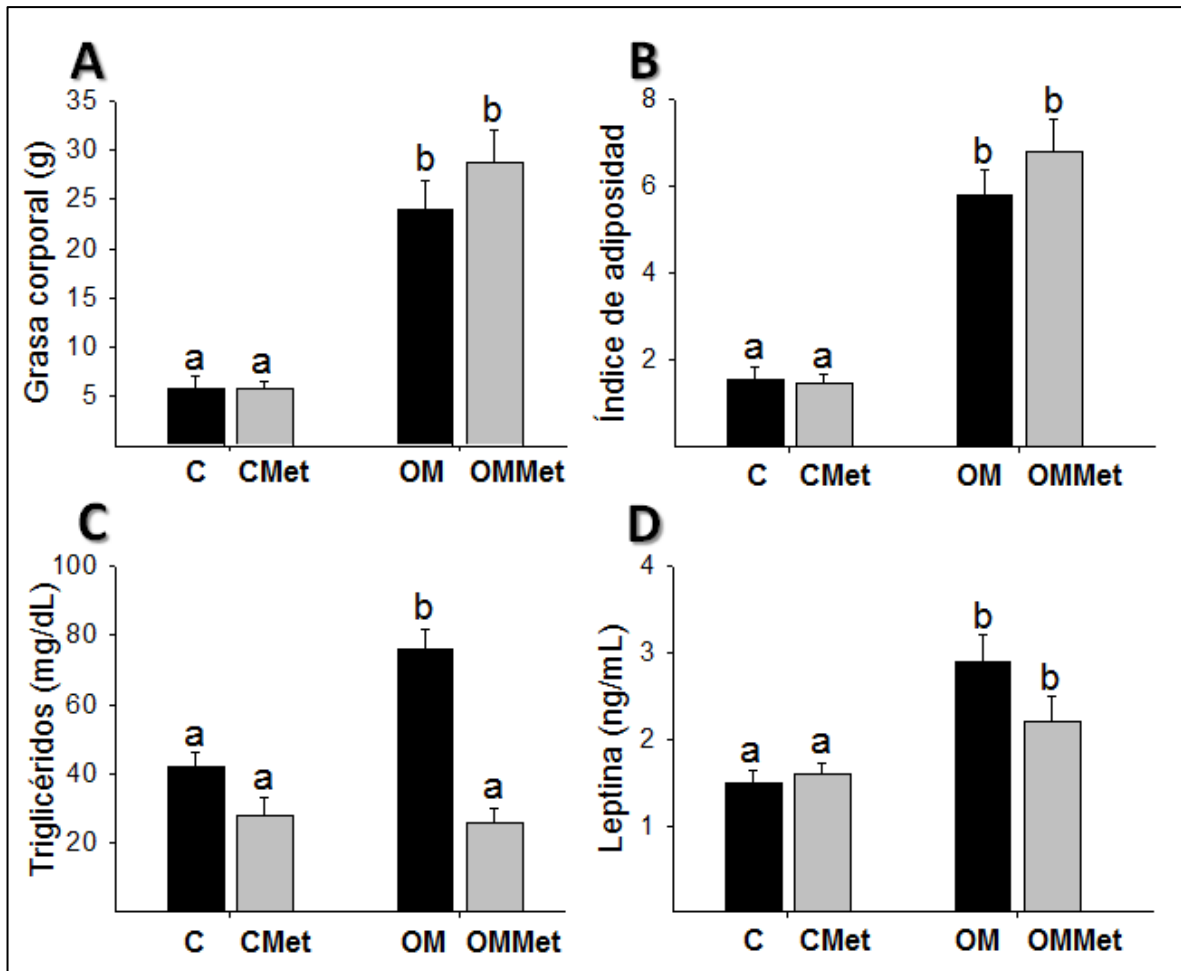 A
Grasa corporal (g)
35
30
25
20
15
10
5
a
a
b
b
C
CMet
OM
OMMet
B
Índice de adiposidad
8
6
4
2
a
a
b
b
C
CMet
OM
OMMet
C
Triglicéridos (mg/dL)
100
80
60
40
20
a
a
b
a
C
CMet
OM
OMMet
D
Leptina (ng/mL)
4
3
2
1
a
a
b
b
C
CMet
OM
OMMet